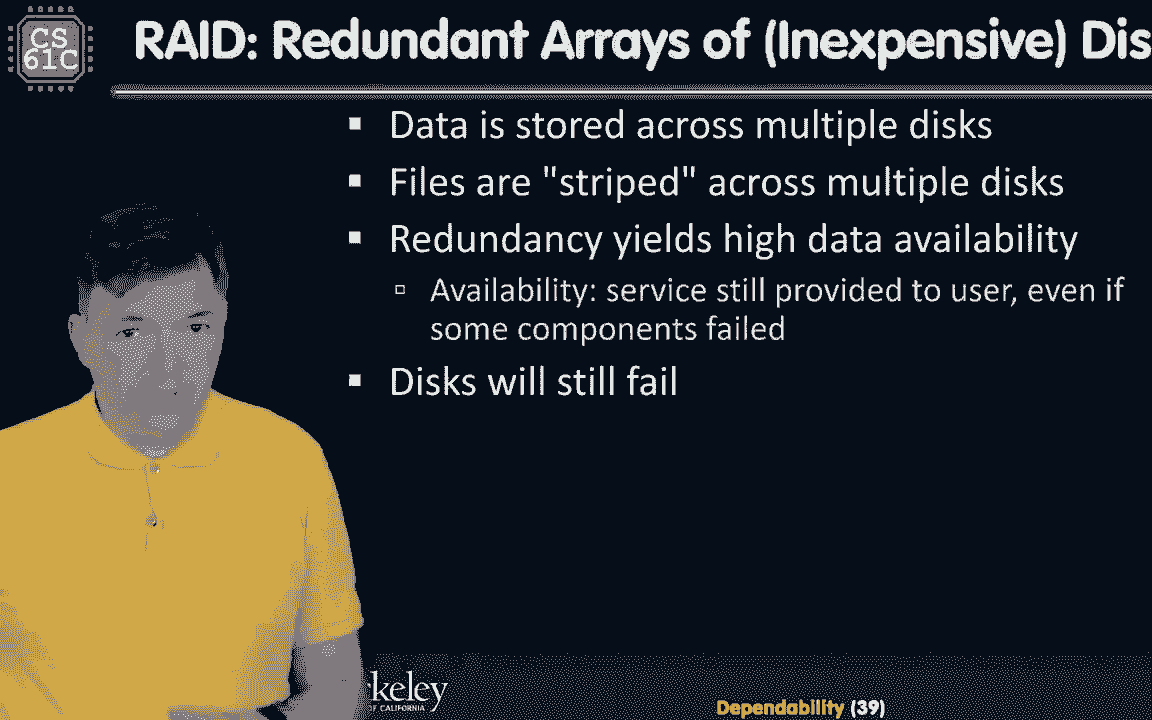 CS
61C
RAID: Redundant Arrays of (Inexpensive) Dis
Data is stored across multiple disks
Files are "striped" across multiple disks
Redundancy yields high data availability
Availability: service still provided to user, even if
some components failed
Disks will still fail
rkeley
OF CALIFORNIA
Dependability (39)